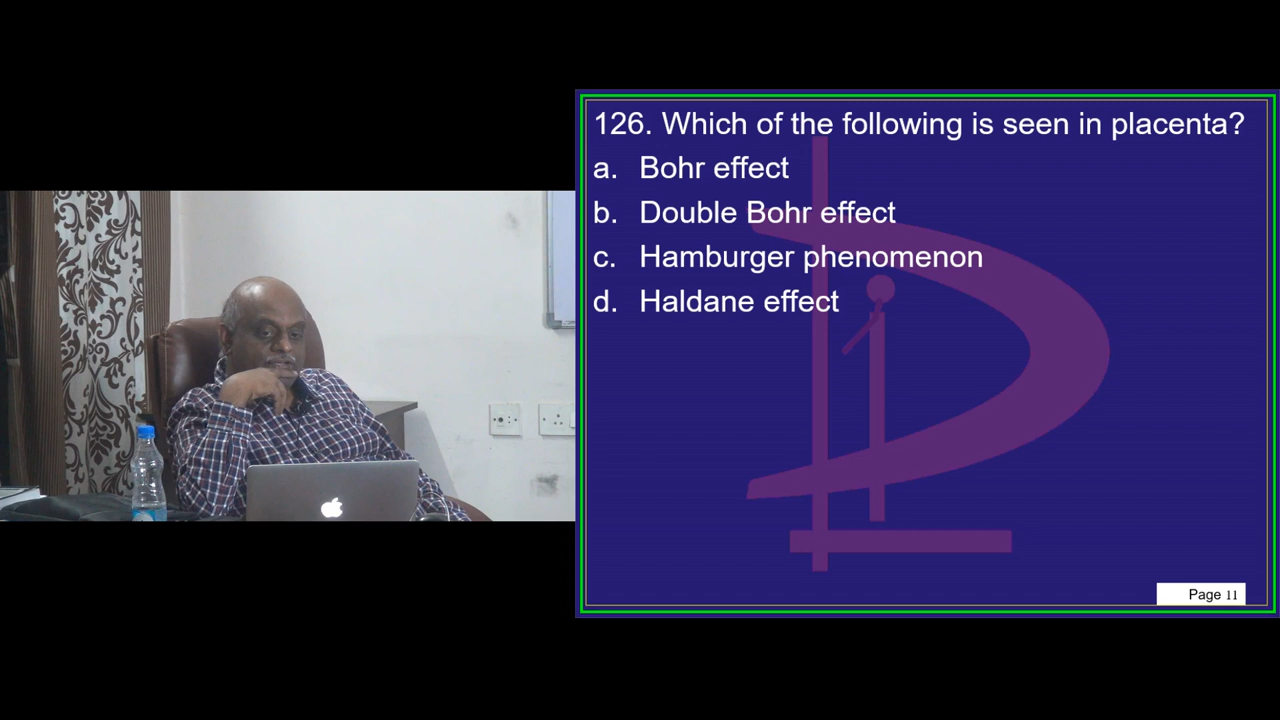 126. Which of the following is seen in placenta?
a. Bohr effect
b. Double Bohr effect
c. Hamburger phenomenon
d. Haldane effect
Page 11